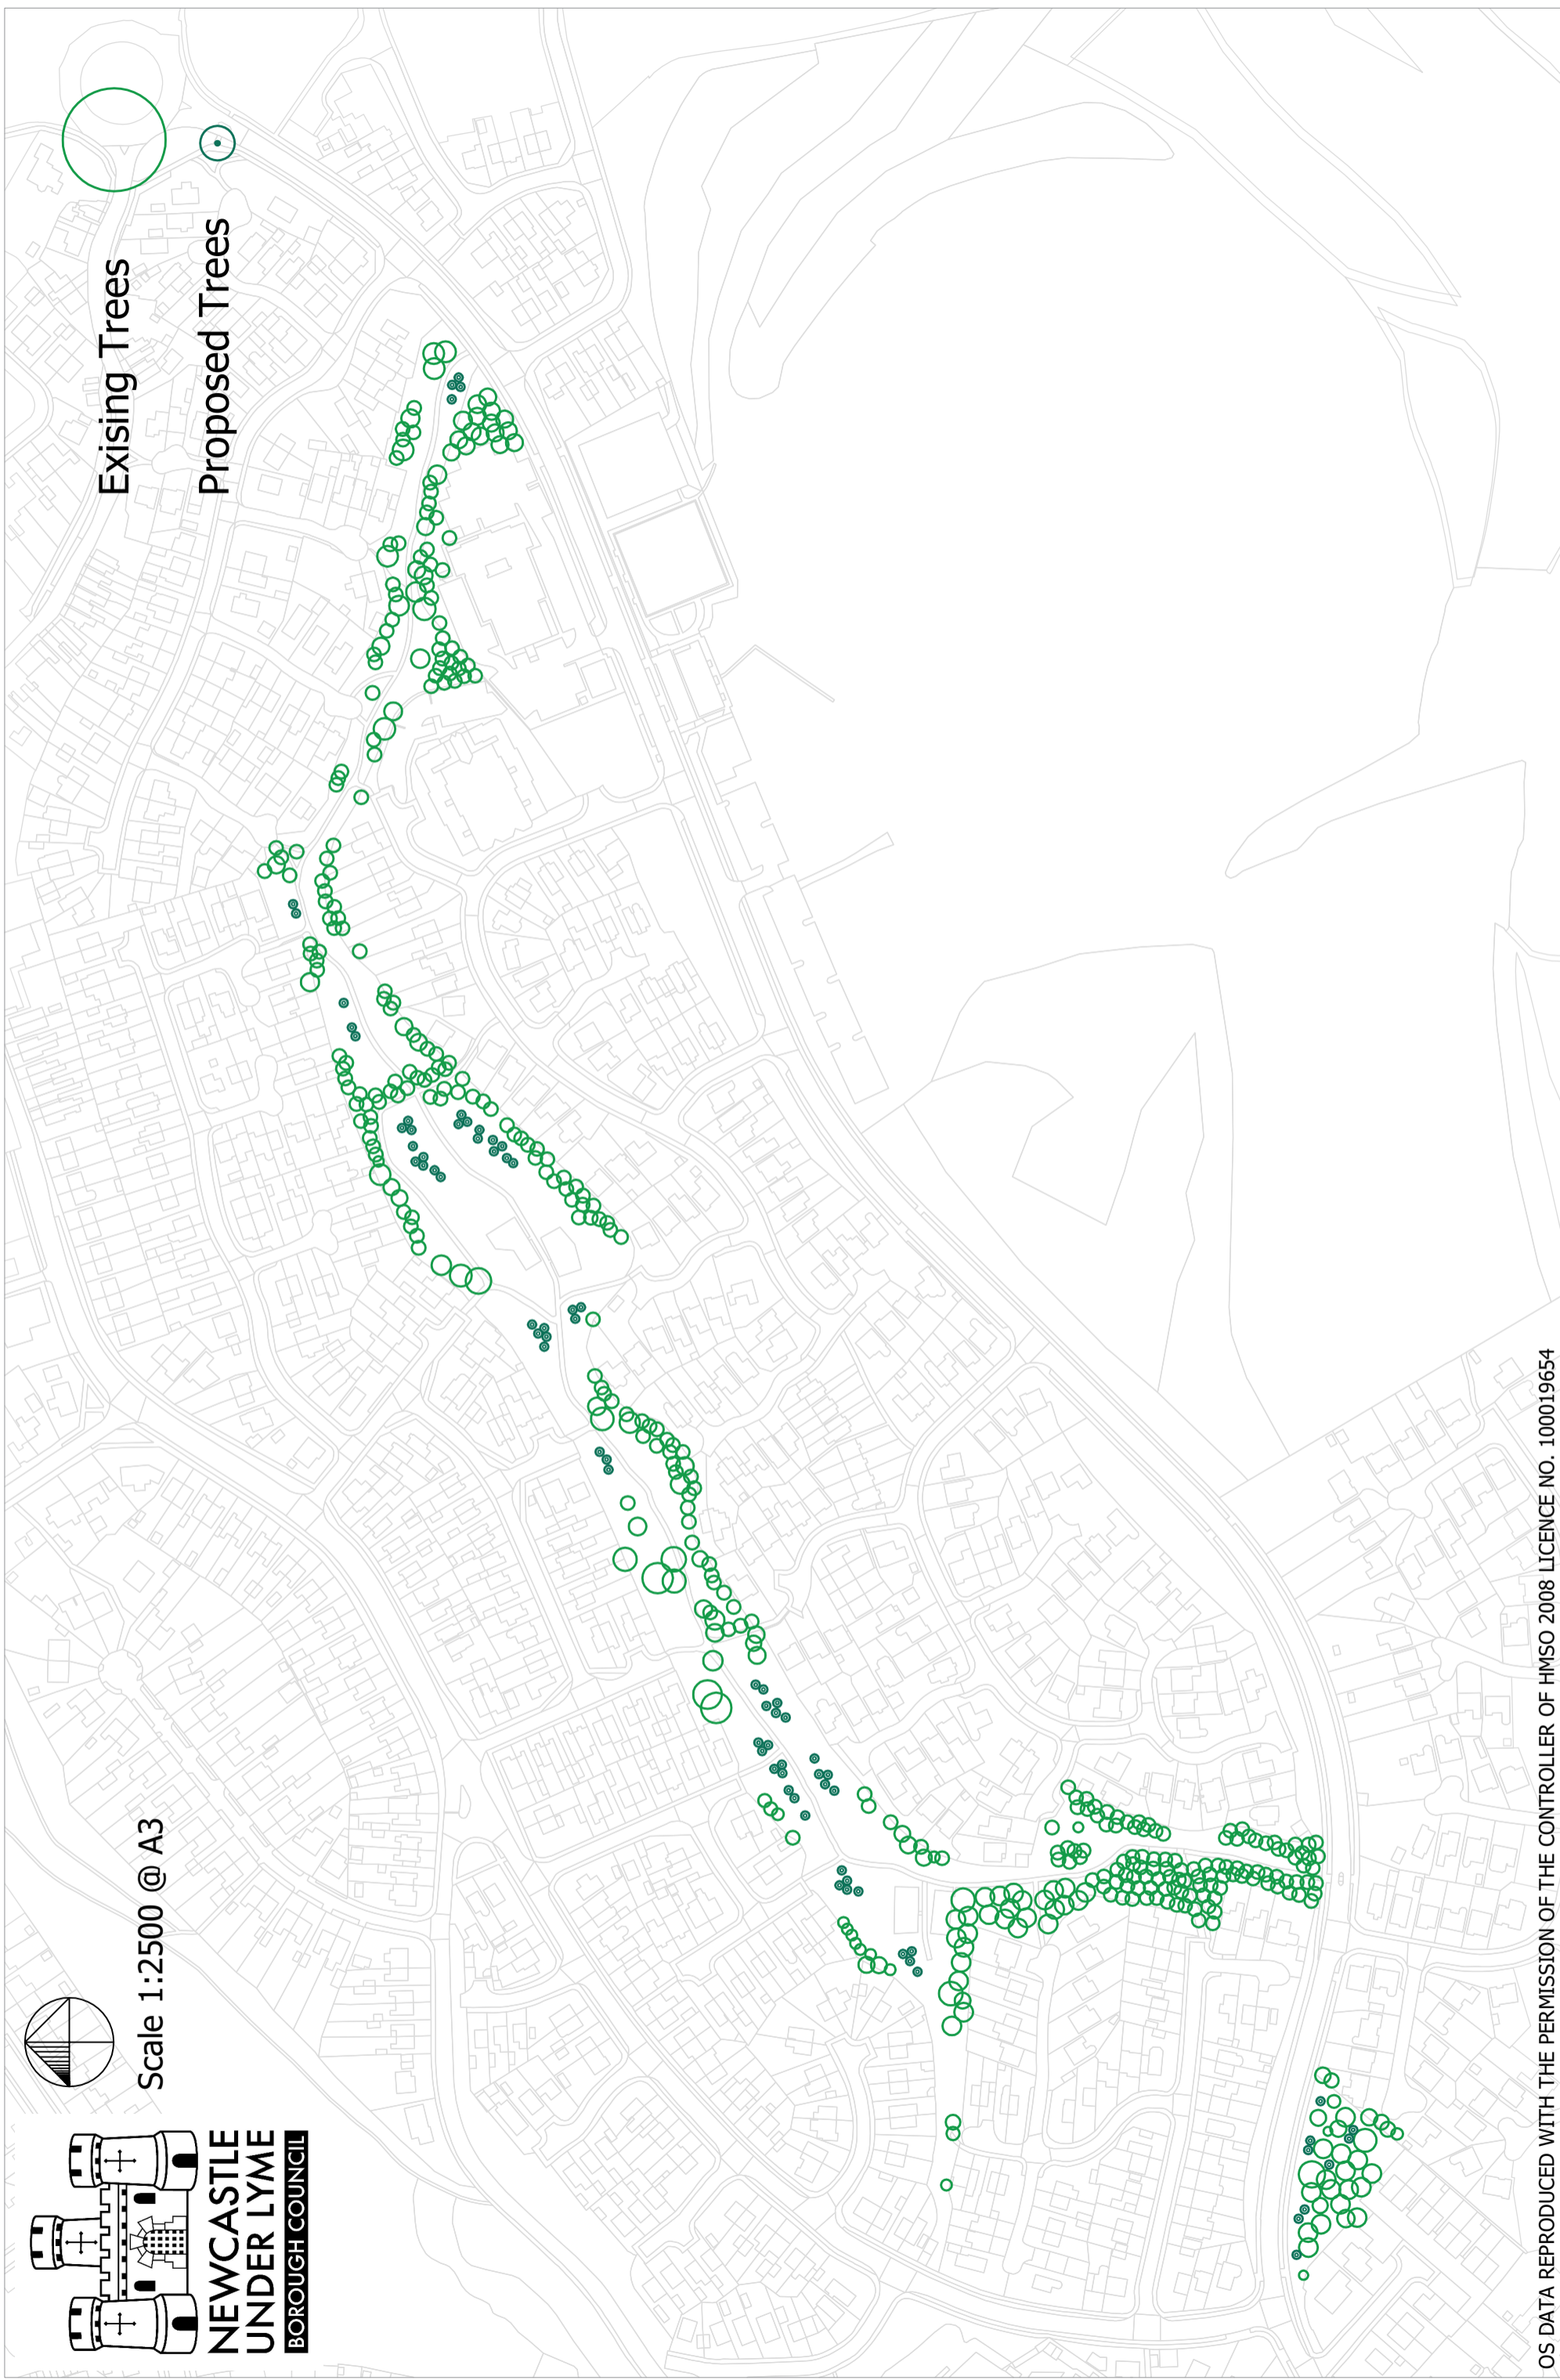 NEWCASTLE
UNDER LYME
BOROUGH COUNCIL
Scale 1:2500 @ A3
Exising Trees
Proposed Trees
OS DATA REPRODUCED WITH THE PERMISSION OF THE CONTROLLER OF HMSO 2008 LICENCE NO. 100019654